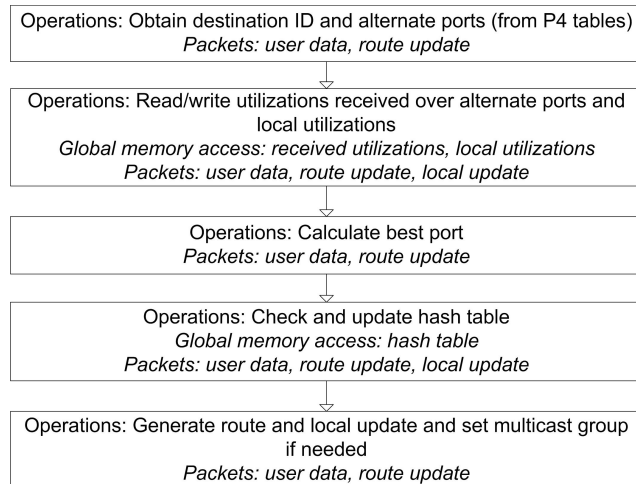 Operations: Obtain destination ID and alternate ports (from P4 tables)
Packets: user data, route update
Operations: Read/write utilizations received over alternate ports and
local utilizations
Global memory access: received utilizations, local utilizations
Packets: user data, route update, local update
Operations: Calculate best port
Packets: user data, route update
Operations: Check and update hash table
Global memory access: hash table
Packets: user data, route update, local update
Operations: Generate route and local update and set multicast group
if needed
Packets: user data, route update